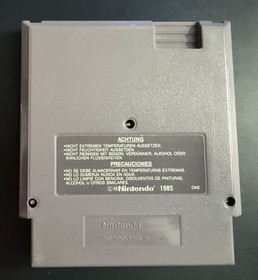 ACHTUNG
•NICHT EXTREMEN TEMPERATUREN AUSSETZEN.
•NICHT FEUCHTIGKEIT AUSSETZEN.
•NICHT REINIGEN MIT BENZIN, VERDÜNNER, ALKOHOL ODER
ÄHNLICHEN FLÜSSIGKEITEN.
PRECAUCIONES
•NO SE DEBE ALMACENAR EN TEMPERATURAS EXTREMAS
•NO LO SUMERJA NUNCA EN AGUA.
•NO LO LIMPIE CON BENCINA, DISOLVENTES DE PINTURAS,
ALCOHOL U OTROS SIMILARES.
©Nintendo 1985
Nintendo